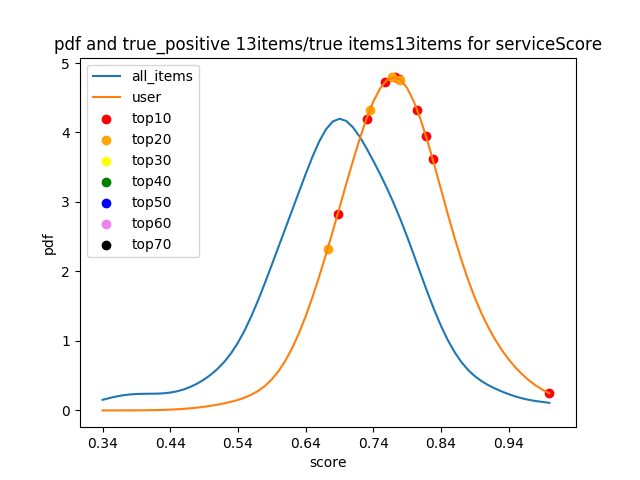 pdf and true_positive 13items/true items13items for serviceScore
all_items
user
top10
top20
top30
top40
top50
top60
top70
5
4
3
2
1
0
pdf
0.34 0.44 0.54 0.64 0.74 0.84 0.94
score